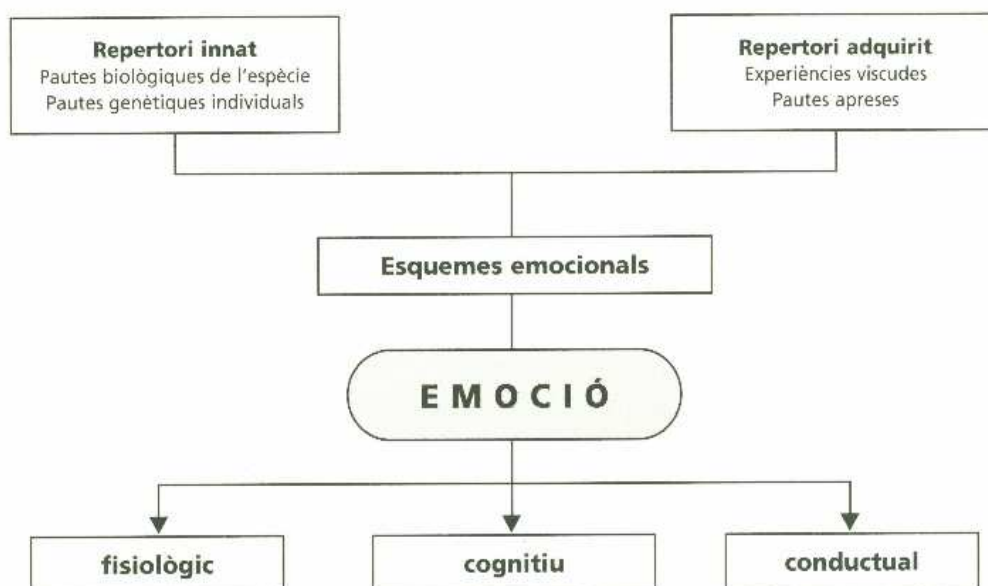 Repertori innat
Pautes biològiques de l'espècie
Pautes genètiques individuals
Repertori adquirit
Experiències viscudes
Pautes apreses
Esquemes emocionals
EMOCIÓ
fisiològic
cognitiu
conductual